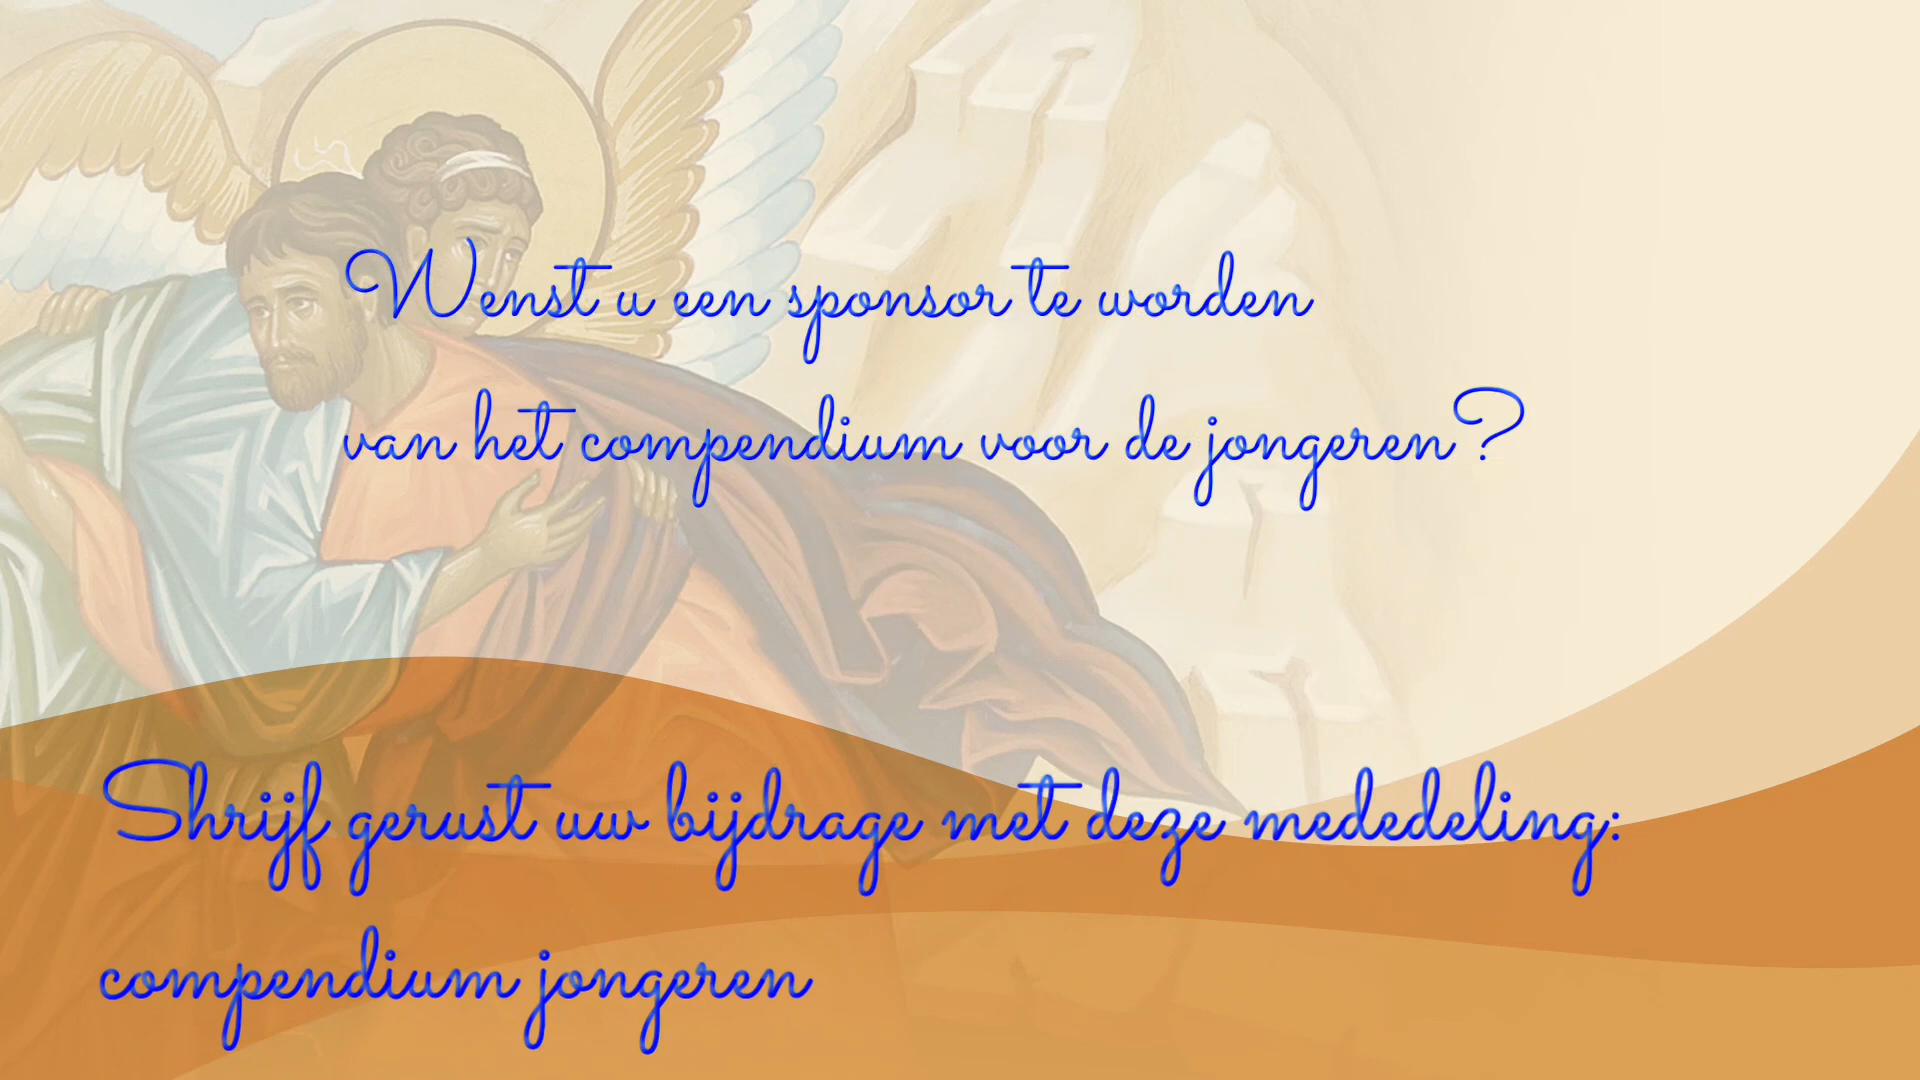 Wenst u een sponsor te worden
van het compendium voor de jongeren?
Shrijf gerust uw bijdrage met deze mededeling:
compendium jongeren